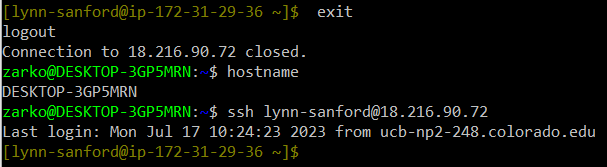 [lynn-sanford@ip-172-31-29-36 ~]$  exit
logout
Connection to 18.216.90.72 closed.
zarko@DESKTOP-3GP5MRN:~$ hostname
DESKTOP-3GP5MRN
zarko@DESKTOP-3GP5MRN:~$ ssh lynn-sanford@18.216.90.72
Last login: Mon Jul 17 10:24:23 2023 from ucb-np2-248.colorado.edu
[lynn-sanford@ip-172-31-29-36 ~]$